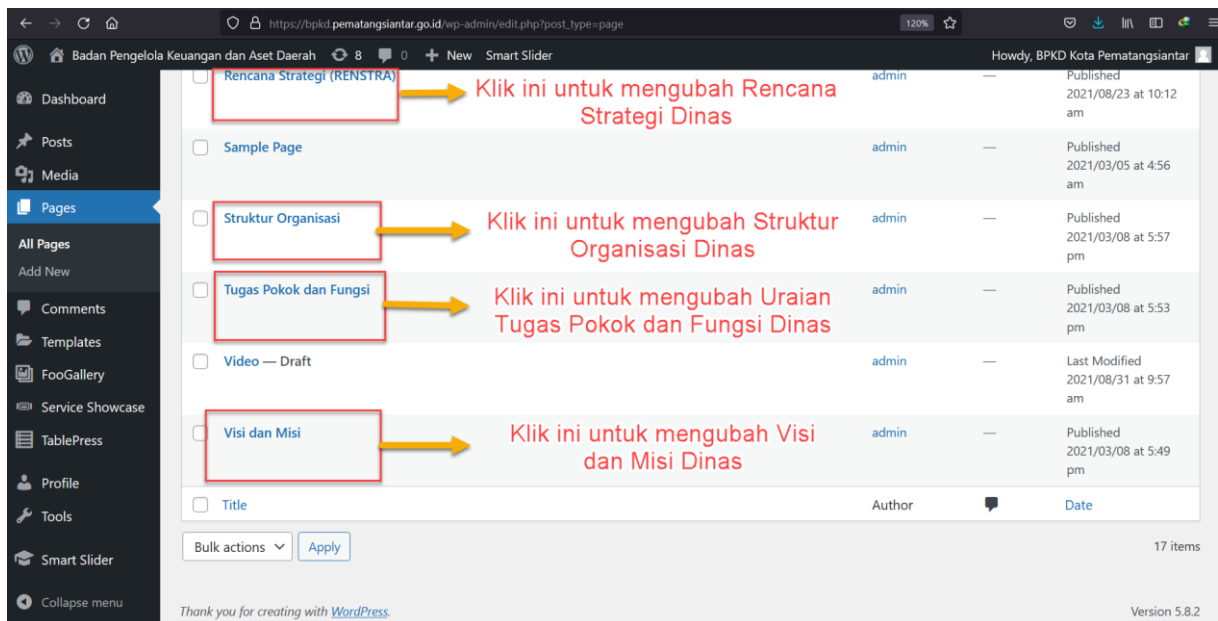 https://bpkd.pematangsiantar.go.id/wp-admin/edit.php?post_type=page
120%
Badan Pengelola Keuangan dan Aset Daerah
8
0
New
Smart Slider
Howdy, BPKD Kota Pematangsiantar
Dashboard
Posts
Media
Pages
All Pages
Add New
Comments
Templates
FooGallery
Service Showcase
TablePress
Profile
Tools
Smart Slider
Collapse menu
Rencana Strategi (RENSTRA)
Klik ini untuk mengubah Rencana
Strategi Dinas
admin
—
Published
2021/08/23 at 10:12
am
Sample Page
admin
—
Published
2021/03/05 at 4:56
am
Struktur Organisasi
Klik ini untuk mengubah Struktur
Organisasi Dinas
admin
—
Published
2021/03/08 at 5:57
pm
Tugas Pokok dan Fungsi
Klik ini untuk mengubah Uraian
Tugas Pokok dan Fungsi Dinas
admin
—
Published
2021/03/08 at 5:53
pm
Video — Draft
admin
—
Last Modified
2021/08/31 at 9:57
am
Visi dan Misi
Klik ini untuk mengubah Visi
dan Misi Dinas
admin
—
Published
2021/03/08 at 5:49
pm
Title
Author
Date
Bulk actions
Apply
17 items
Thank you for creating with WordPress.
Version 5.8.2